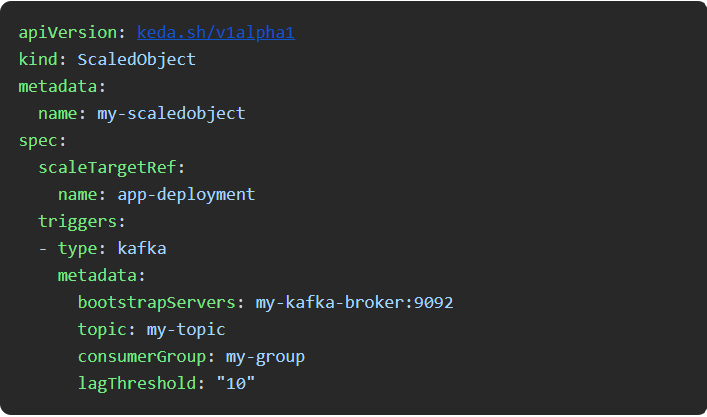 apiVersion: keda.sh/v1alpha1
kind: ScaledObject
metadata:
  name: my-scaledobject
spec:
  scaleTargetRef:
    name: app-deployment
  triggers:
  - type: kafka
    metadata:
      bootstrapServers: my-kafka-broker:9092
      topic: my-topic
      consumerGroup: my-group
      lagThreshold: "10"